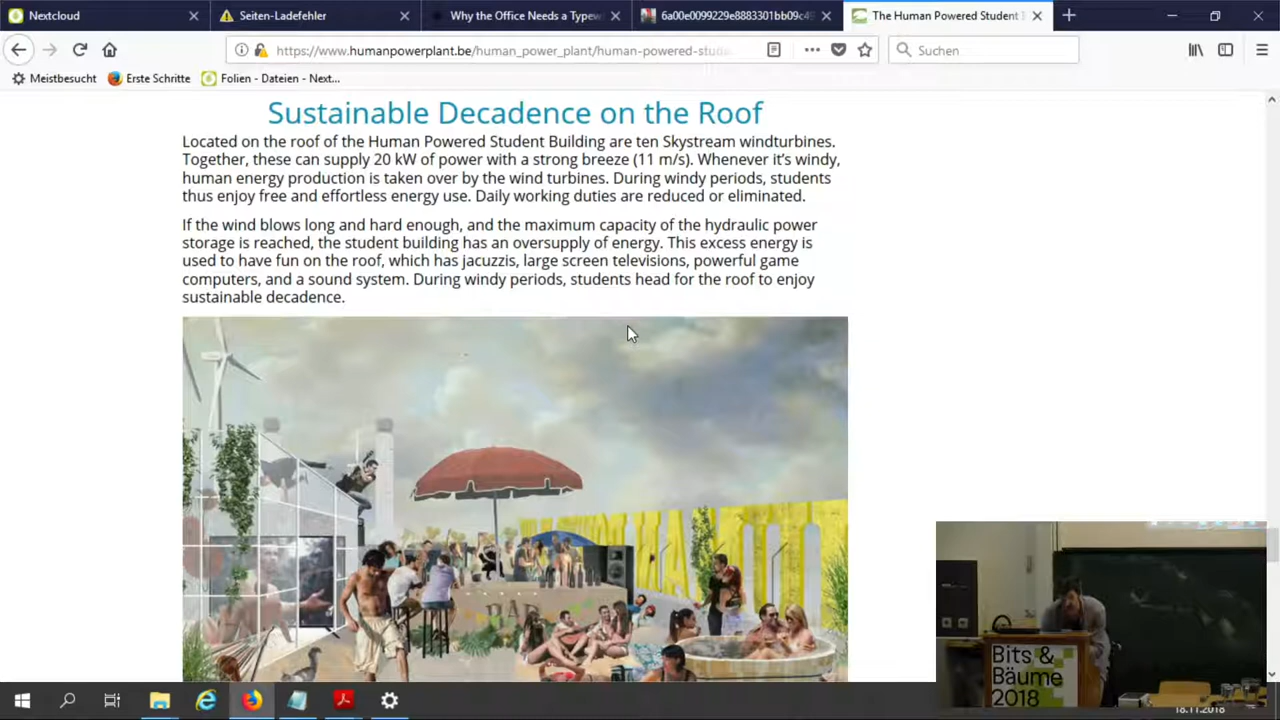 Nextcloud
Seiten-Ladefehler
Why the Office Needs a Typew
6a00e0099229e8883301bb09c4
The Human Powered Student
https://www.humanpowerplant.be/human_power_plant/human-powered-stude
Suchen
Meistbesucht
Erste Schritte
Folien - Dateien - Next...
Sustainable Decadence on the Roof
Located on the roof of the Human Powered Student Building are ten Skystream windturbines.
Together, these can supply 20 kW of power with a strong breeze (11 m/s). Whenever it's windy,
human energy production is taken over by the wind turbines. During windy periods, students
thus enjoy free and effortless energy use. Daily working duties are reduced or eliminated.
If the wind blows long and hard enough, and the maximum capacity of the hydraulic power
storage is reached, the student building has an oversupply of energy. This excess energy is
used to have fun on the roof, which has jacuzzis, large screen televisions, powerful game
computers, and a sound system. During windy periods, students head for the roof to enjoy
sustainable decadence.
BAR
Bits &
Bäume
2018
18.11.2018